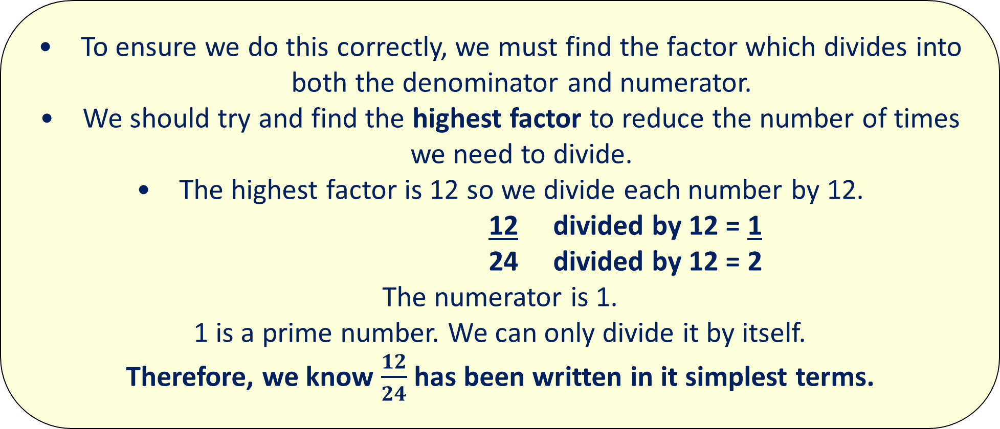 • To ensure we do this correctly, we must find the factor which divides into
both the denominator and numerator.
• We should try and find the highest factor to reduce the number of times
we need to divide.
• The highest factor is 12 so we divide each number by 12.
12 divided by 12 = 1
24 divided by 12 = 2
The numerator is 1.
1 is a prime number. We can only divide it by itself.
Therefore, we know 12/24 has been written in it simplest terms.